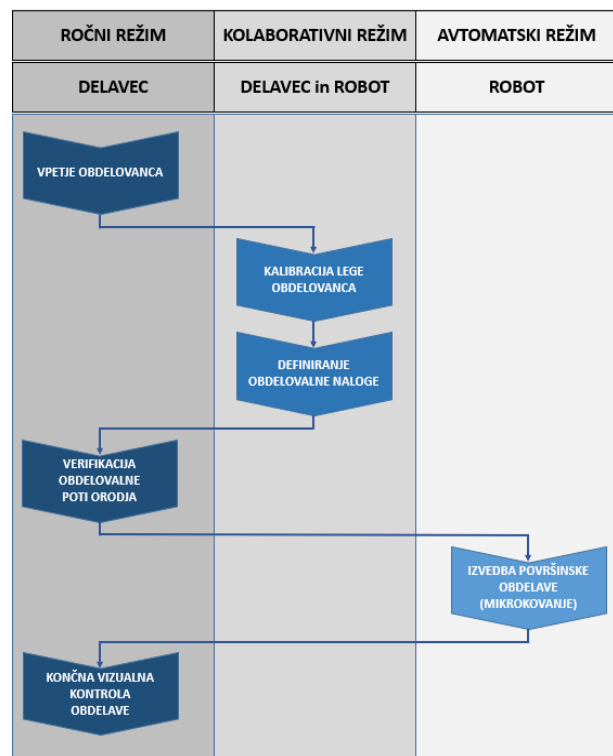 ROČNI REŽIM
KOLABORATIVNI REŽIM
AVTOMATSKI REŽIM
DELAVEC
DELAVEC in ROBOT
ROBOT
VPETJE OBDELOVANCA
KALIBRACIJA LEGE
OBDELOVANCA
DEFINIRANJE
OBDELOVALNE NALOGE
VERIFIKACIJA
OBDELOVALNE
POTI ORODJA
IZVEDBA POVRŠINSKE
OBDELAVE
(MIKROKOVANJE)
KONČNA VIZUALNA
KONTROLA
OBDELAVE